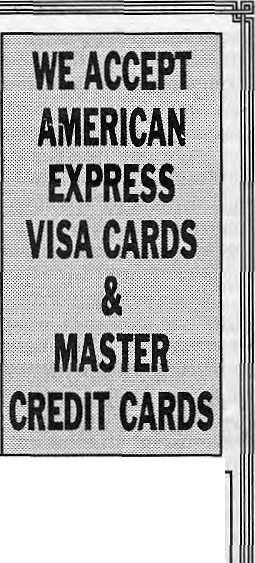 WE ACCEPT
AMERICAN
EXPRESS
VISA CARDS
&
MASTER
CREDIT CARDS